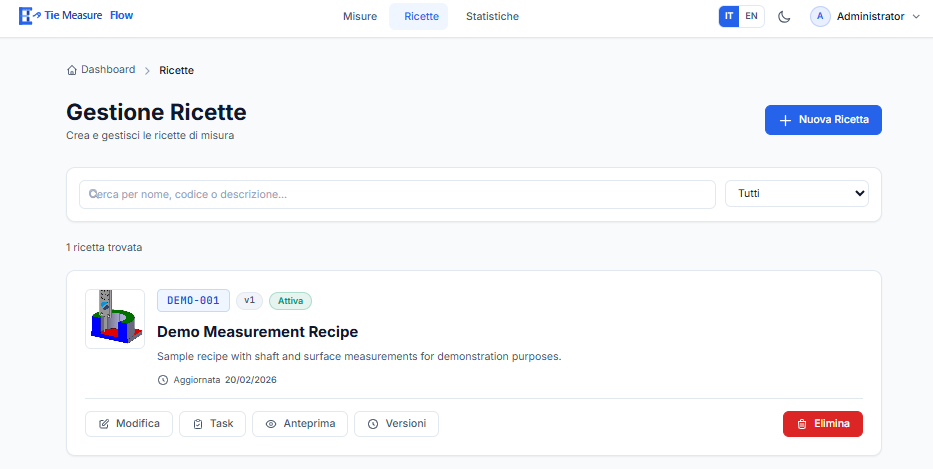 Tie Measure Flow
Misure
Ricette
Statistiche
IT
EN
A
Administrator
Dashboard
Ricette
Gestione Ricette
Crea e gestisci le ricette di misura
Nuova Ricetta
Cerca per nome, codice o descrizione...
Tutti
1 ricetta trovata
DEMO-001
v1
Attiva
Demo Measurement Recipe
Sample recipe with shaft and surface measurements for demonstration purposes.
Aggiornata 20/02/2026
Modifica
Task
Anteprima
Versioni
Elimina